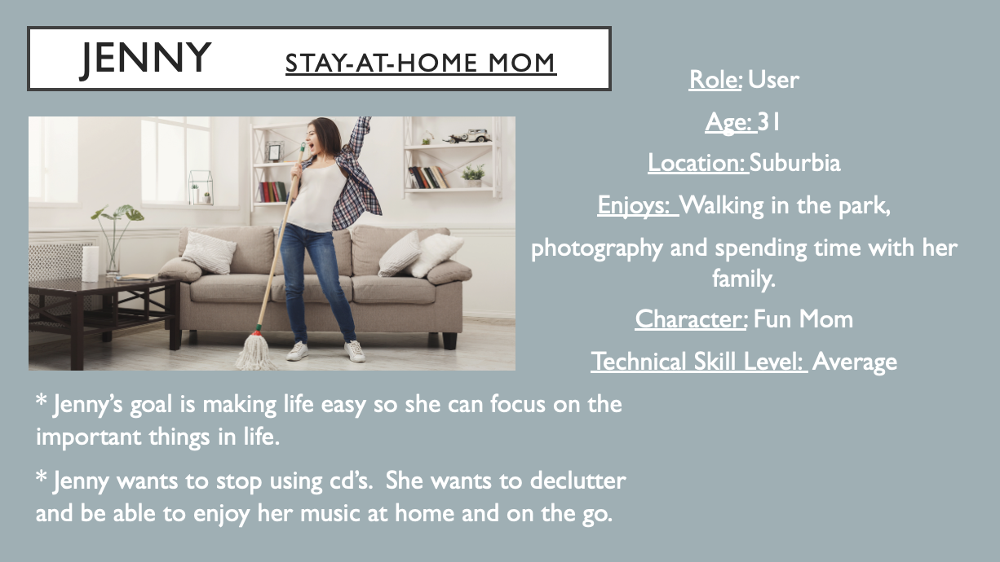 JENNY STAY-AT-HOME MOM
Role: User
Age: 31
Location: Suburbia
Enjoys:  Walking in the park,
photography and spending time with her
family.
Character: Fun Mom
Technical Skill Level:  Average
* Jenny’s goal is making life easy so she can focus on the
important things in life.
* Jenny wants to stop using cd’s.  She wants to declutter
and be able to enjoy her music at home and on the go.